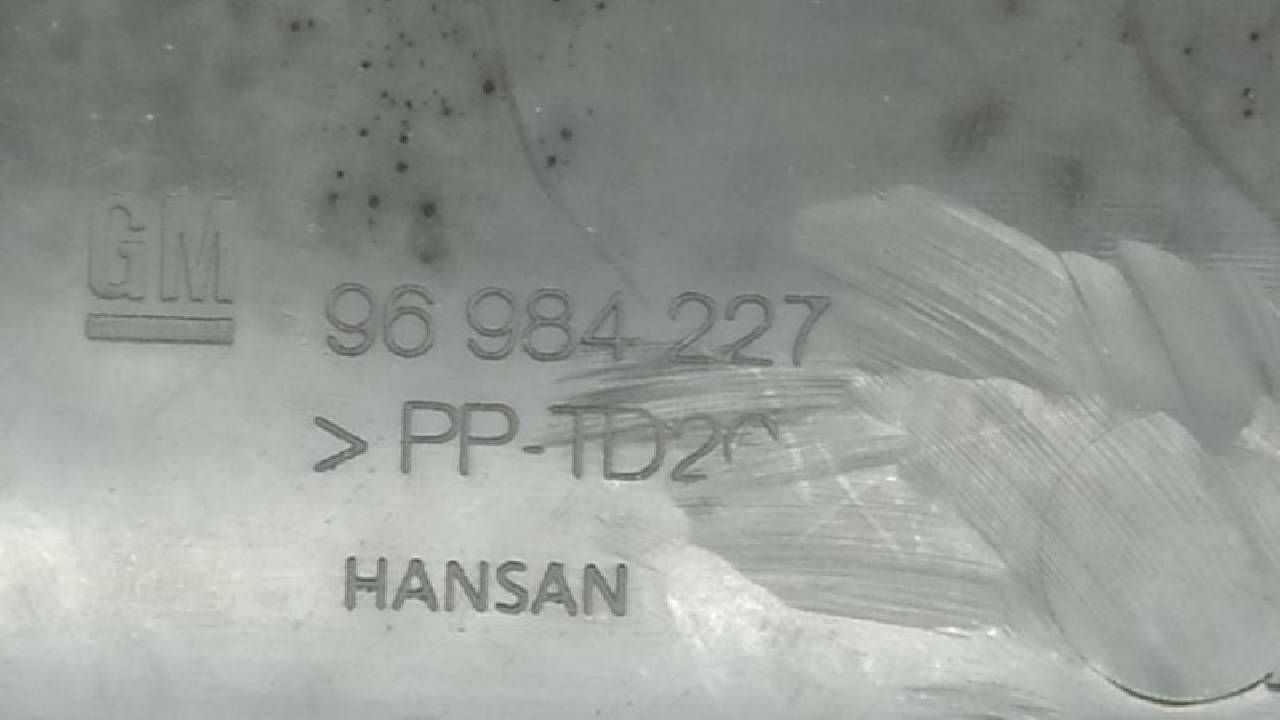 GM
96 984 227
> PP-TD2
HANSAN